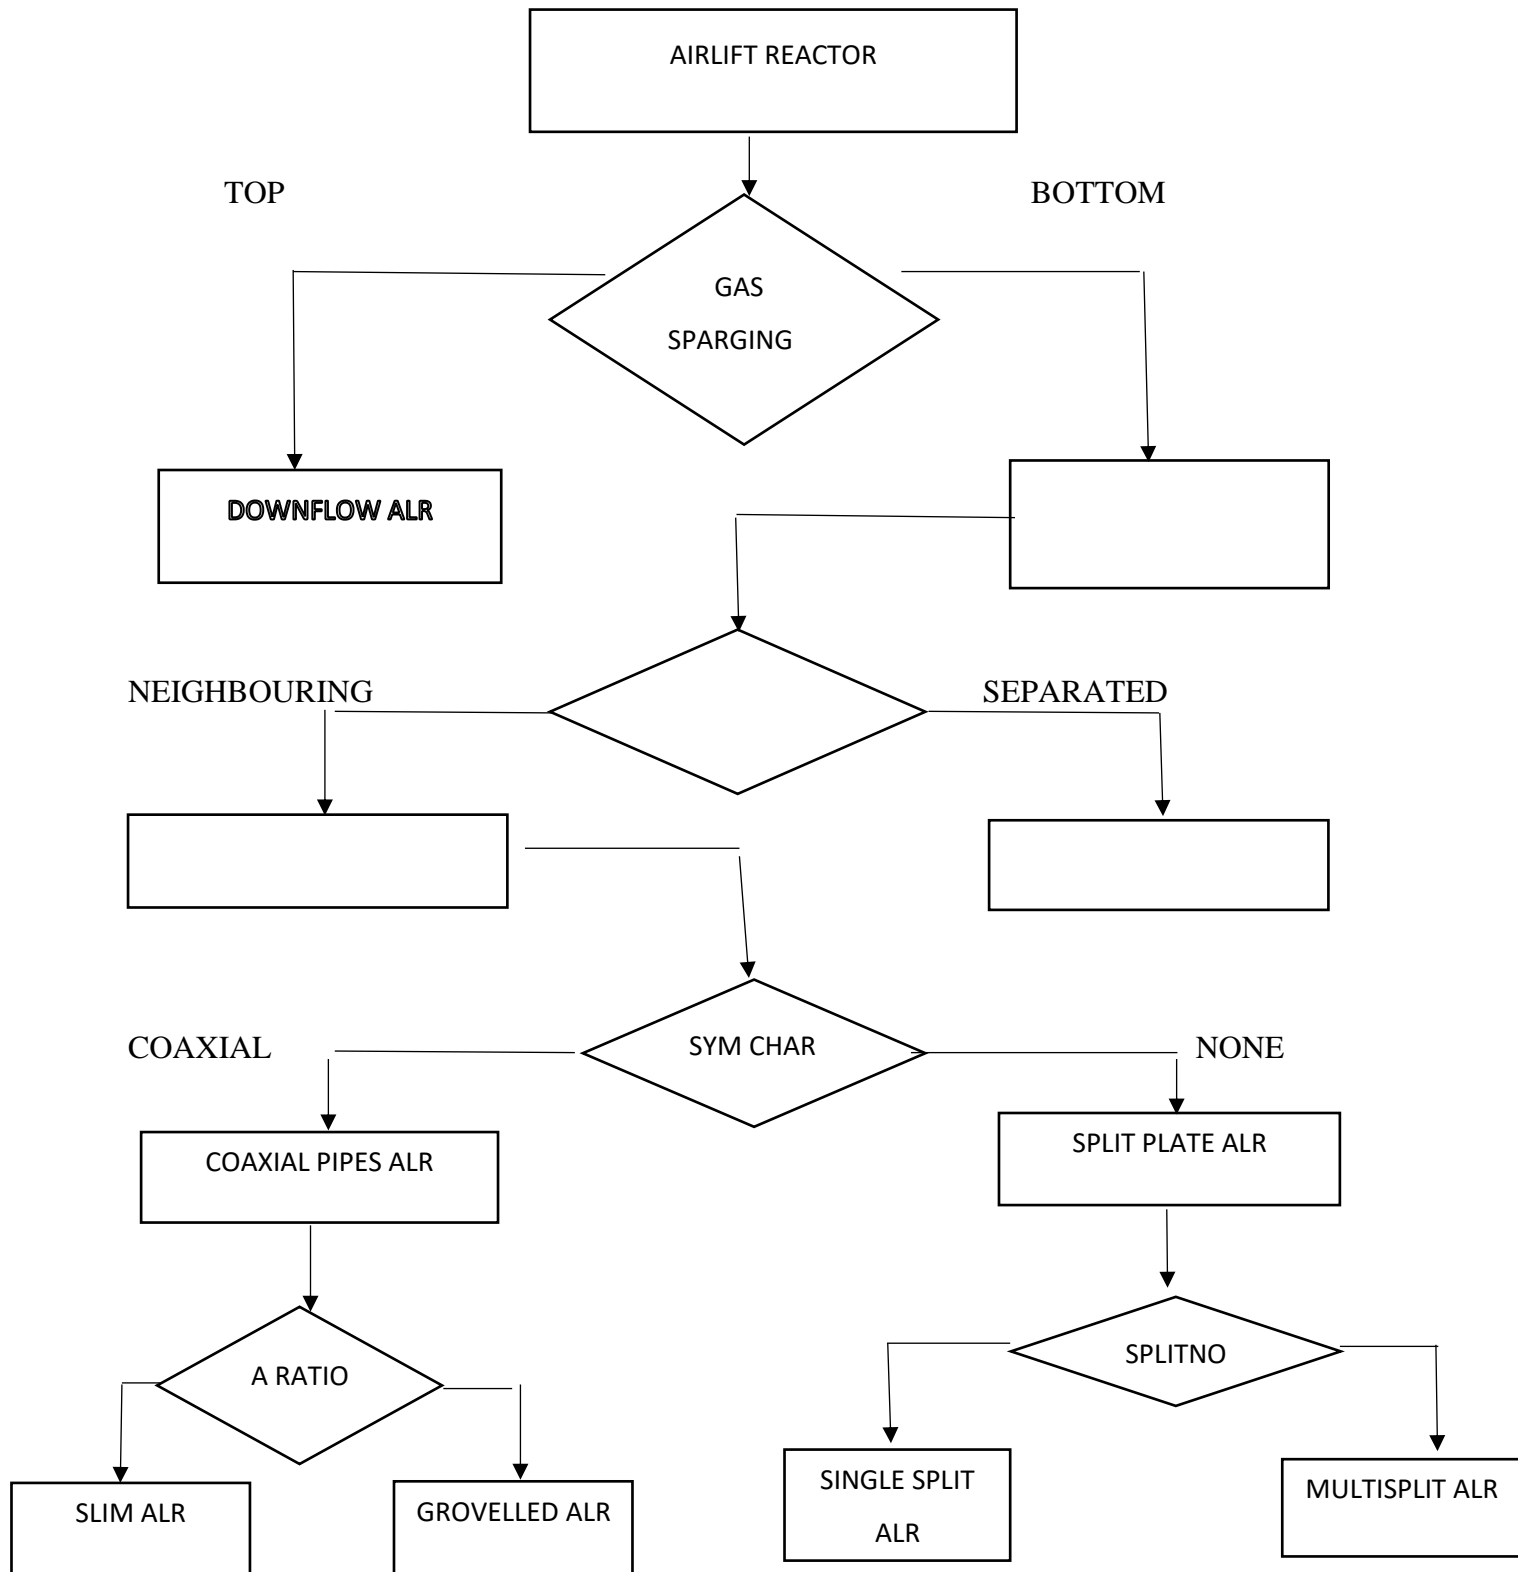 AIRLIFT REACTOR
TOP
BOTTOM
GAS
SPARGING
DOWNFLOW ALR
NEIGHBOURING
SEPARATED
COAXIAL
SYM CHAR
NONE
COAXIAL PIPES ALR
SPLIT PLATE ALR
A RATIO
SPLITNO
SLIM ALR
GROVELLED ALR
SINGLE SPLIT
ALR
MULTISPLIT ALR